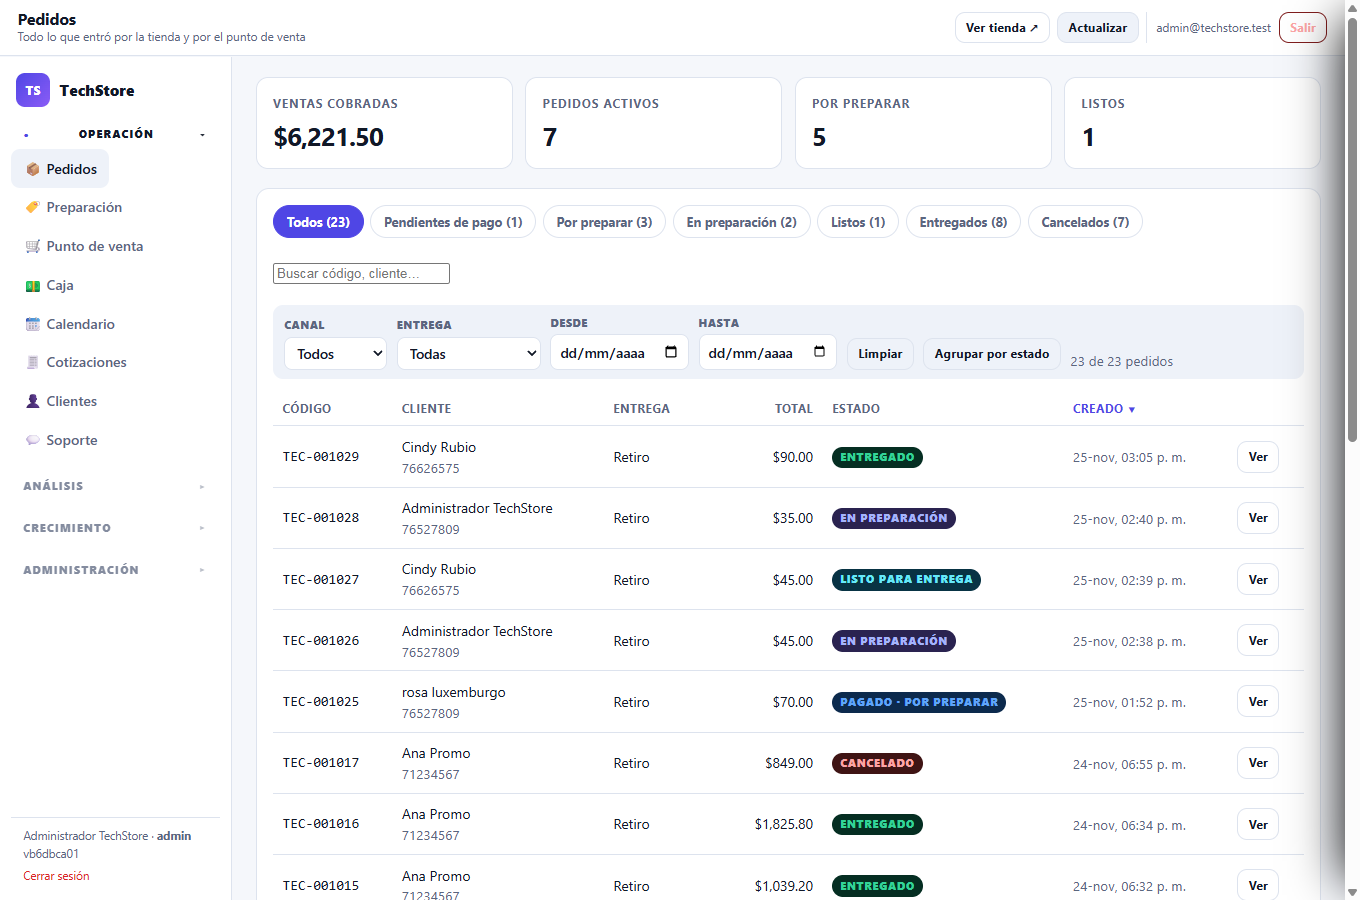 Pedidos
Todo lo que entró por la tienda y por el punto de venta
Ver tienda ↗
Actualizar
admin@techstore.test
Salir
TS
TechStore
OPERACIÓN
Pedidos
Preparación
Punto de venta
Caja
Calendario
Cotizaciones
Clientes
Soporte
ANÁLISIS
CRECIMIENTO
ADMINISTRACIÓN
Administrador TechStore · admin
vb6dbca01
Cerrar sesión
VENTAS COBRADAS
$6,221.50
PEDIDOS ACTIVOS
7
POR PREPARAR
5
LISTOS
1
Todos (23)
Pendientes de pago (1)
Por preparar (3)
En preparación (2)
Listos (1)
Entregados (8)
Cancelados (7)
Buscar código, cliente…
CANAL
Todos
ENTREGA
Todas
DESDE
dd/mm/aaaa
HASTA
dd/mm/aaaa
Limpiar
Agrupar por estado
23 de 23 pedidos
CÓDIGO CLIENTE ENTREGA TOTAL ESTADO CREADO ▼
TEC-001029 Cindy Rubio Retiro $90.00 ENTREGADO 25-nov, 03:05 p. m. Ver
76626575
TEC-001028 Administrador TechStore Retiro $35.00 EN PREPARACIÓN 25-nov, 02:40 p. m. Ver
76527809
TEC-001027 Cindy Rubio Retiro $45.00 LISTO PARA ENTREGA 25-nov, 02:39 p. m. Ver
76626575
TEC-001026 Administrador TechStore Retiro $45.00 EN PREPARACIÓN 25-nov, 02:38 p. m. Ver
76527809
TEC-001025 rosa luxemburgo Retiro $70.00 PAGADO · POR PREPARAR 25-nov, 01:52 p. m. Ver
76527809
TEC-001017 Ana Promo Retiro $849.00 CANCELADO 24-nov, 06:55 p. m. Ver
71234567
TEC-001016 Ana Promo Retiro $1,825.80 ENTREGADO 24-nov, 06:34 p. m. Ver
71234567
TEC-001015 Ana Promo Retiro $1,039.20 ENTREGADO 24-nov, 06:32 p. m. Ver
71234567